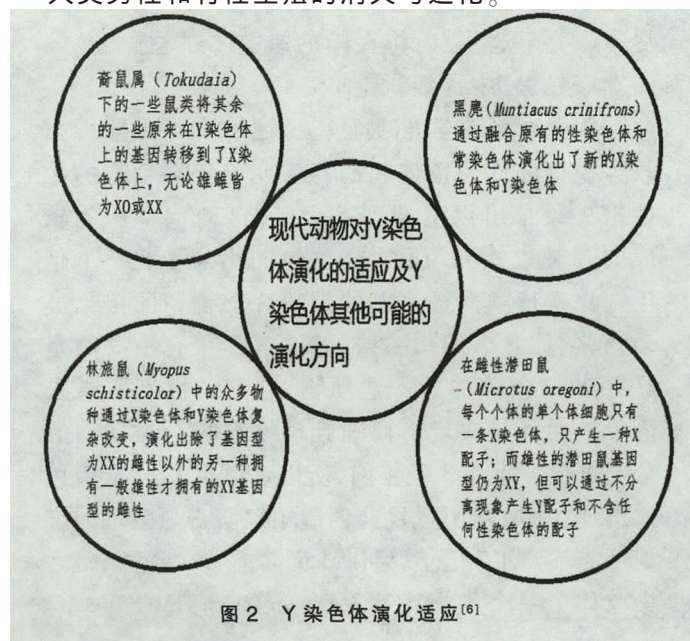 人类男性和雄性生殖的消失与退化。
裔鼠属（Tokudaia）
下的一些鼠类将其余
的一些原来在Y染色体
上的基因转移到了X染
色体上，无论雄雌皆
为XO或XX
黑麂(Muntiacus crinifrons)
通过融合原有的性染色体和
常染色体演化出了新的X染
色体和Y染色体
现代动物对Y染色
体演化的适应及Y
染色体其他可能的
演化方向
林旅鼠（Myopus
schisticolor）中的众多物
种通过X染色体和Y染色体复
杂改变，演化出除了基因型
为XX的雌性以外的另一种拥
有一般雄性才拥有的XY基因
型的雌性
在雌性潜田鼠
（Microtus oregoni）中，
每个个体的单个体细胞只有
一条X染色体，只产生一种X
配子；而雄性的潜田鼠基因
型仍为XY，但可以通过不分
离现象产生Y配子和不含任
何性染色体的配子
图 2 Y 染色体演化适应[6]